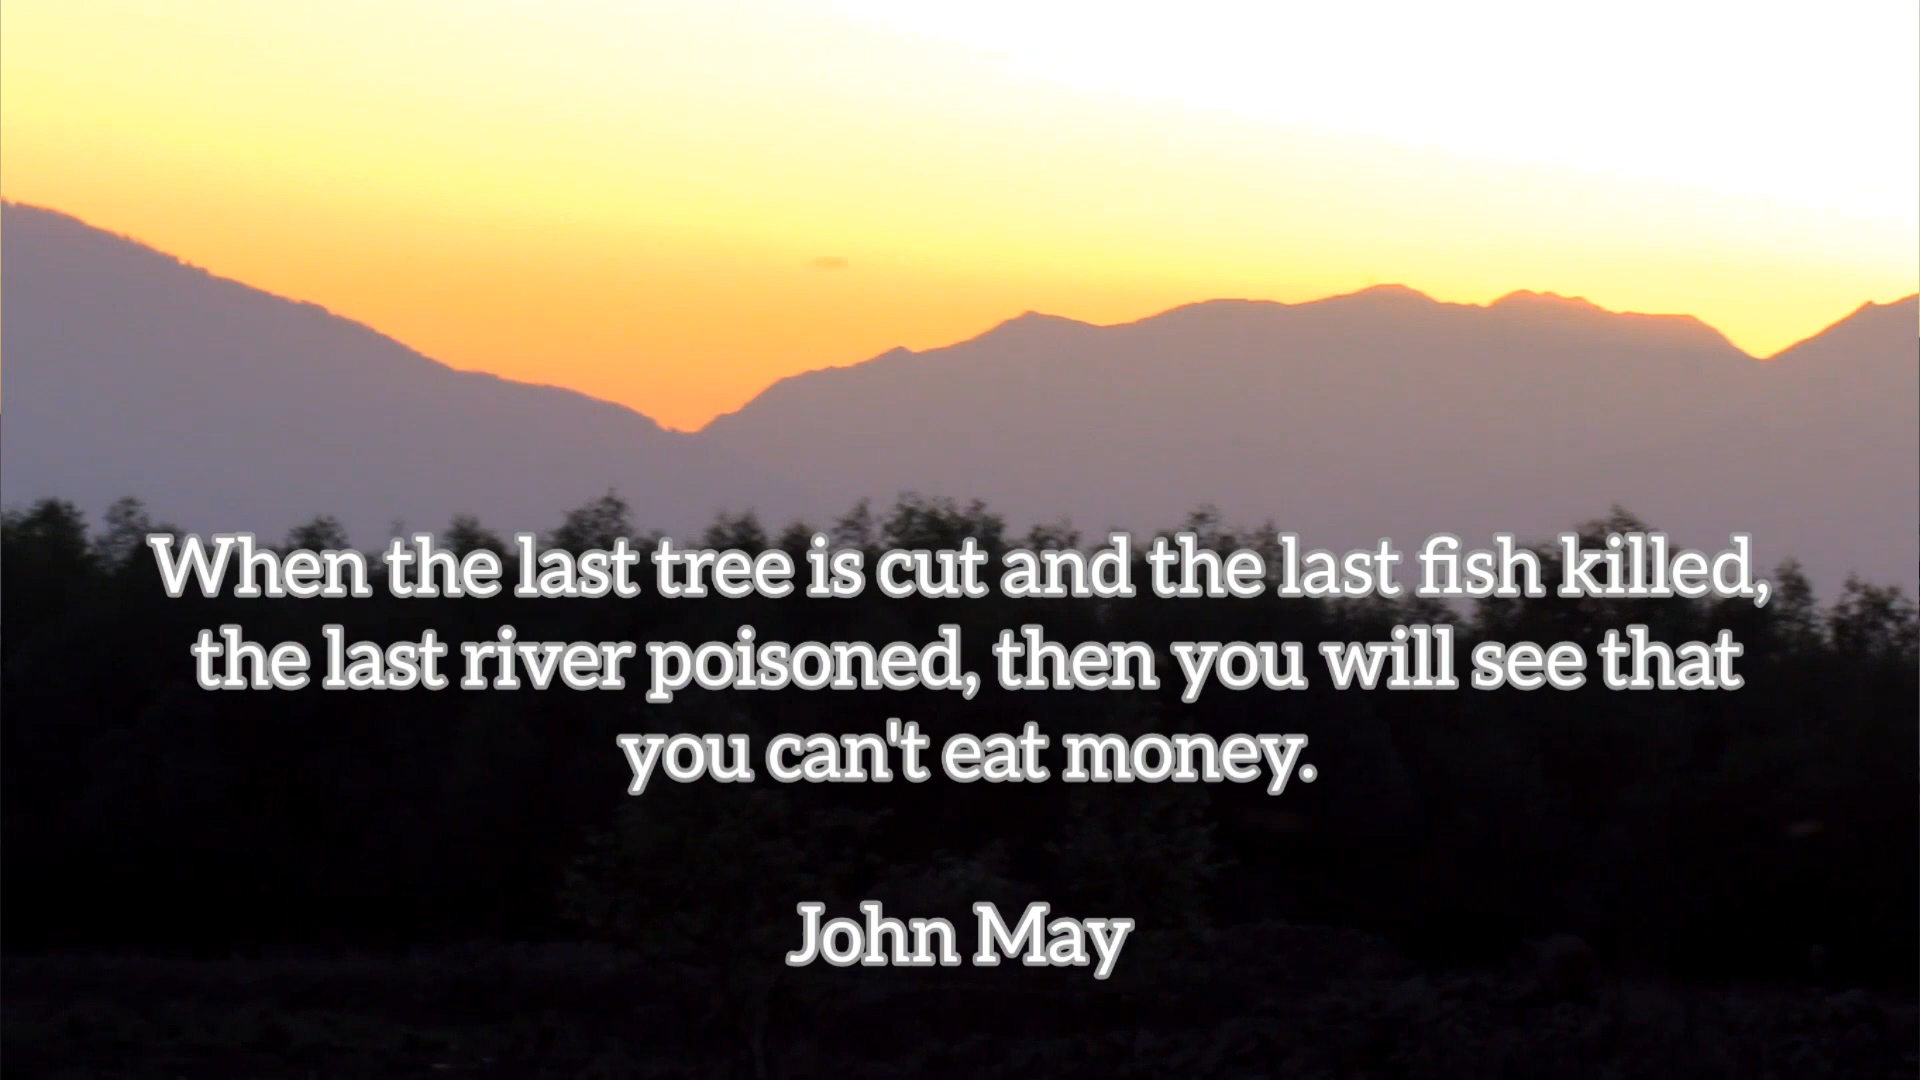 When the last tree is cut and the last fish killed,
the last river poisoned, then you will see that
you can't eat money.
John May